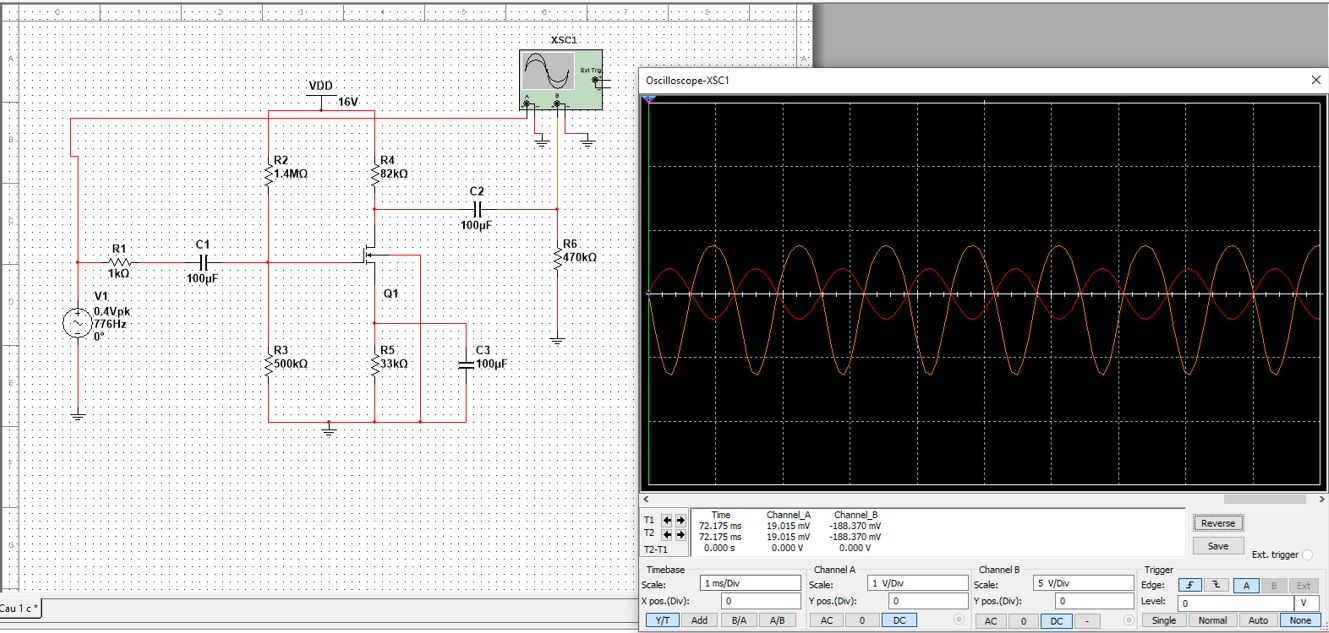 XSC1
Ext Trig
A
B
VDD
16V
R2
1.4MΩ
R4
82kΩ
C2
100µF
R1
1kΩ
C1
100µF
R6
470kΩ
V1
0.4Vpk
776Hz
0°
Q1
R3
500kΩ
R5
33kΩ
C3
100µF
Cau 1 c *
Oscilloscope-XSC1
T1
T2
T2-T1
Time Channel_A Channel_B
72.175 ms 19.015 mV -188.370 mV
72.175 ms 19.015 mV -188.370 mV
0.000 s 0.000 V 0.000 V
Reverse
Save
Ext. trigger
Timebase
Scale: 1 ms/Div
X pos.(Div): 0
Y/T Add B/A A/B
Channel A
Scale: 1 V/Div
Y pos.(Div): 0
AC 0 DC
Channel B
Scale: 5 V/Div
Y pos.(Div): 0
AC 0 DC -
Trigger
Edge: A B Ext
Level: 0 V
Single Normal Auto None